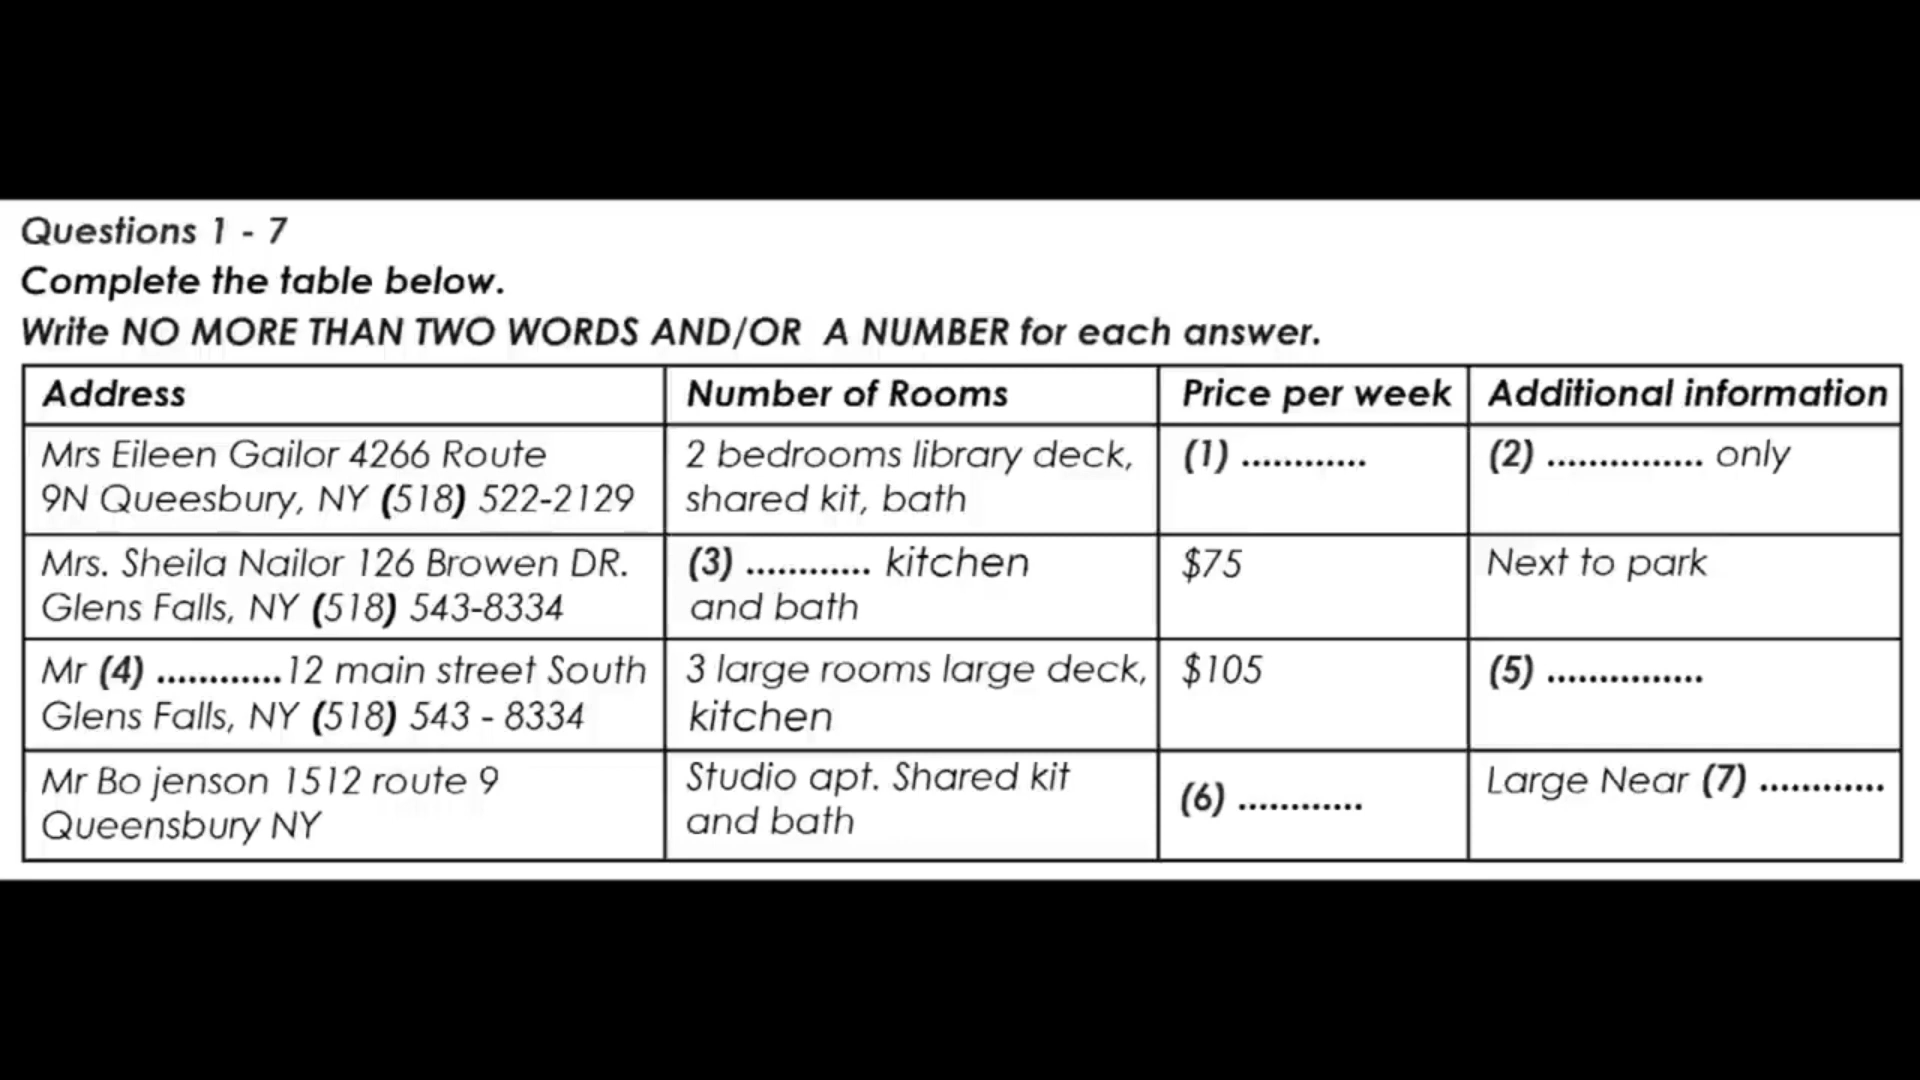 Questions 1 - 7
Complete the table below.
Write NO MORE THAN TWO WORDS AND/OR A NUMBER for each answer.
Address Number of Rooms Price per week Additional information
Mrs Eileen Gailor 4266 Route 2 bedrooms library deck, (1) ............ (2) ............... only
9N Queesbury, NY (518) 522-2129 shared kit, bath
Mrs. Sheila Nailor 126 Browen DR. (3) ............ kitchen $75 Next to park
Glens Falls, NY (518) 543-8334 and bath
Mr (4) ............12 main street South 3 large rooms large deck, $105 (5) ...............
Glens Falls, NY (518) 543 - 8334 kitchen
Mr Bo jenson 1512 route 9 Studio apt. Shared kit (6) ............ Large Near (7) ............
Queensbury NY and bath